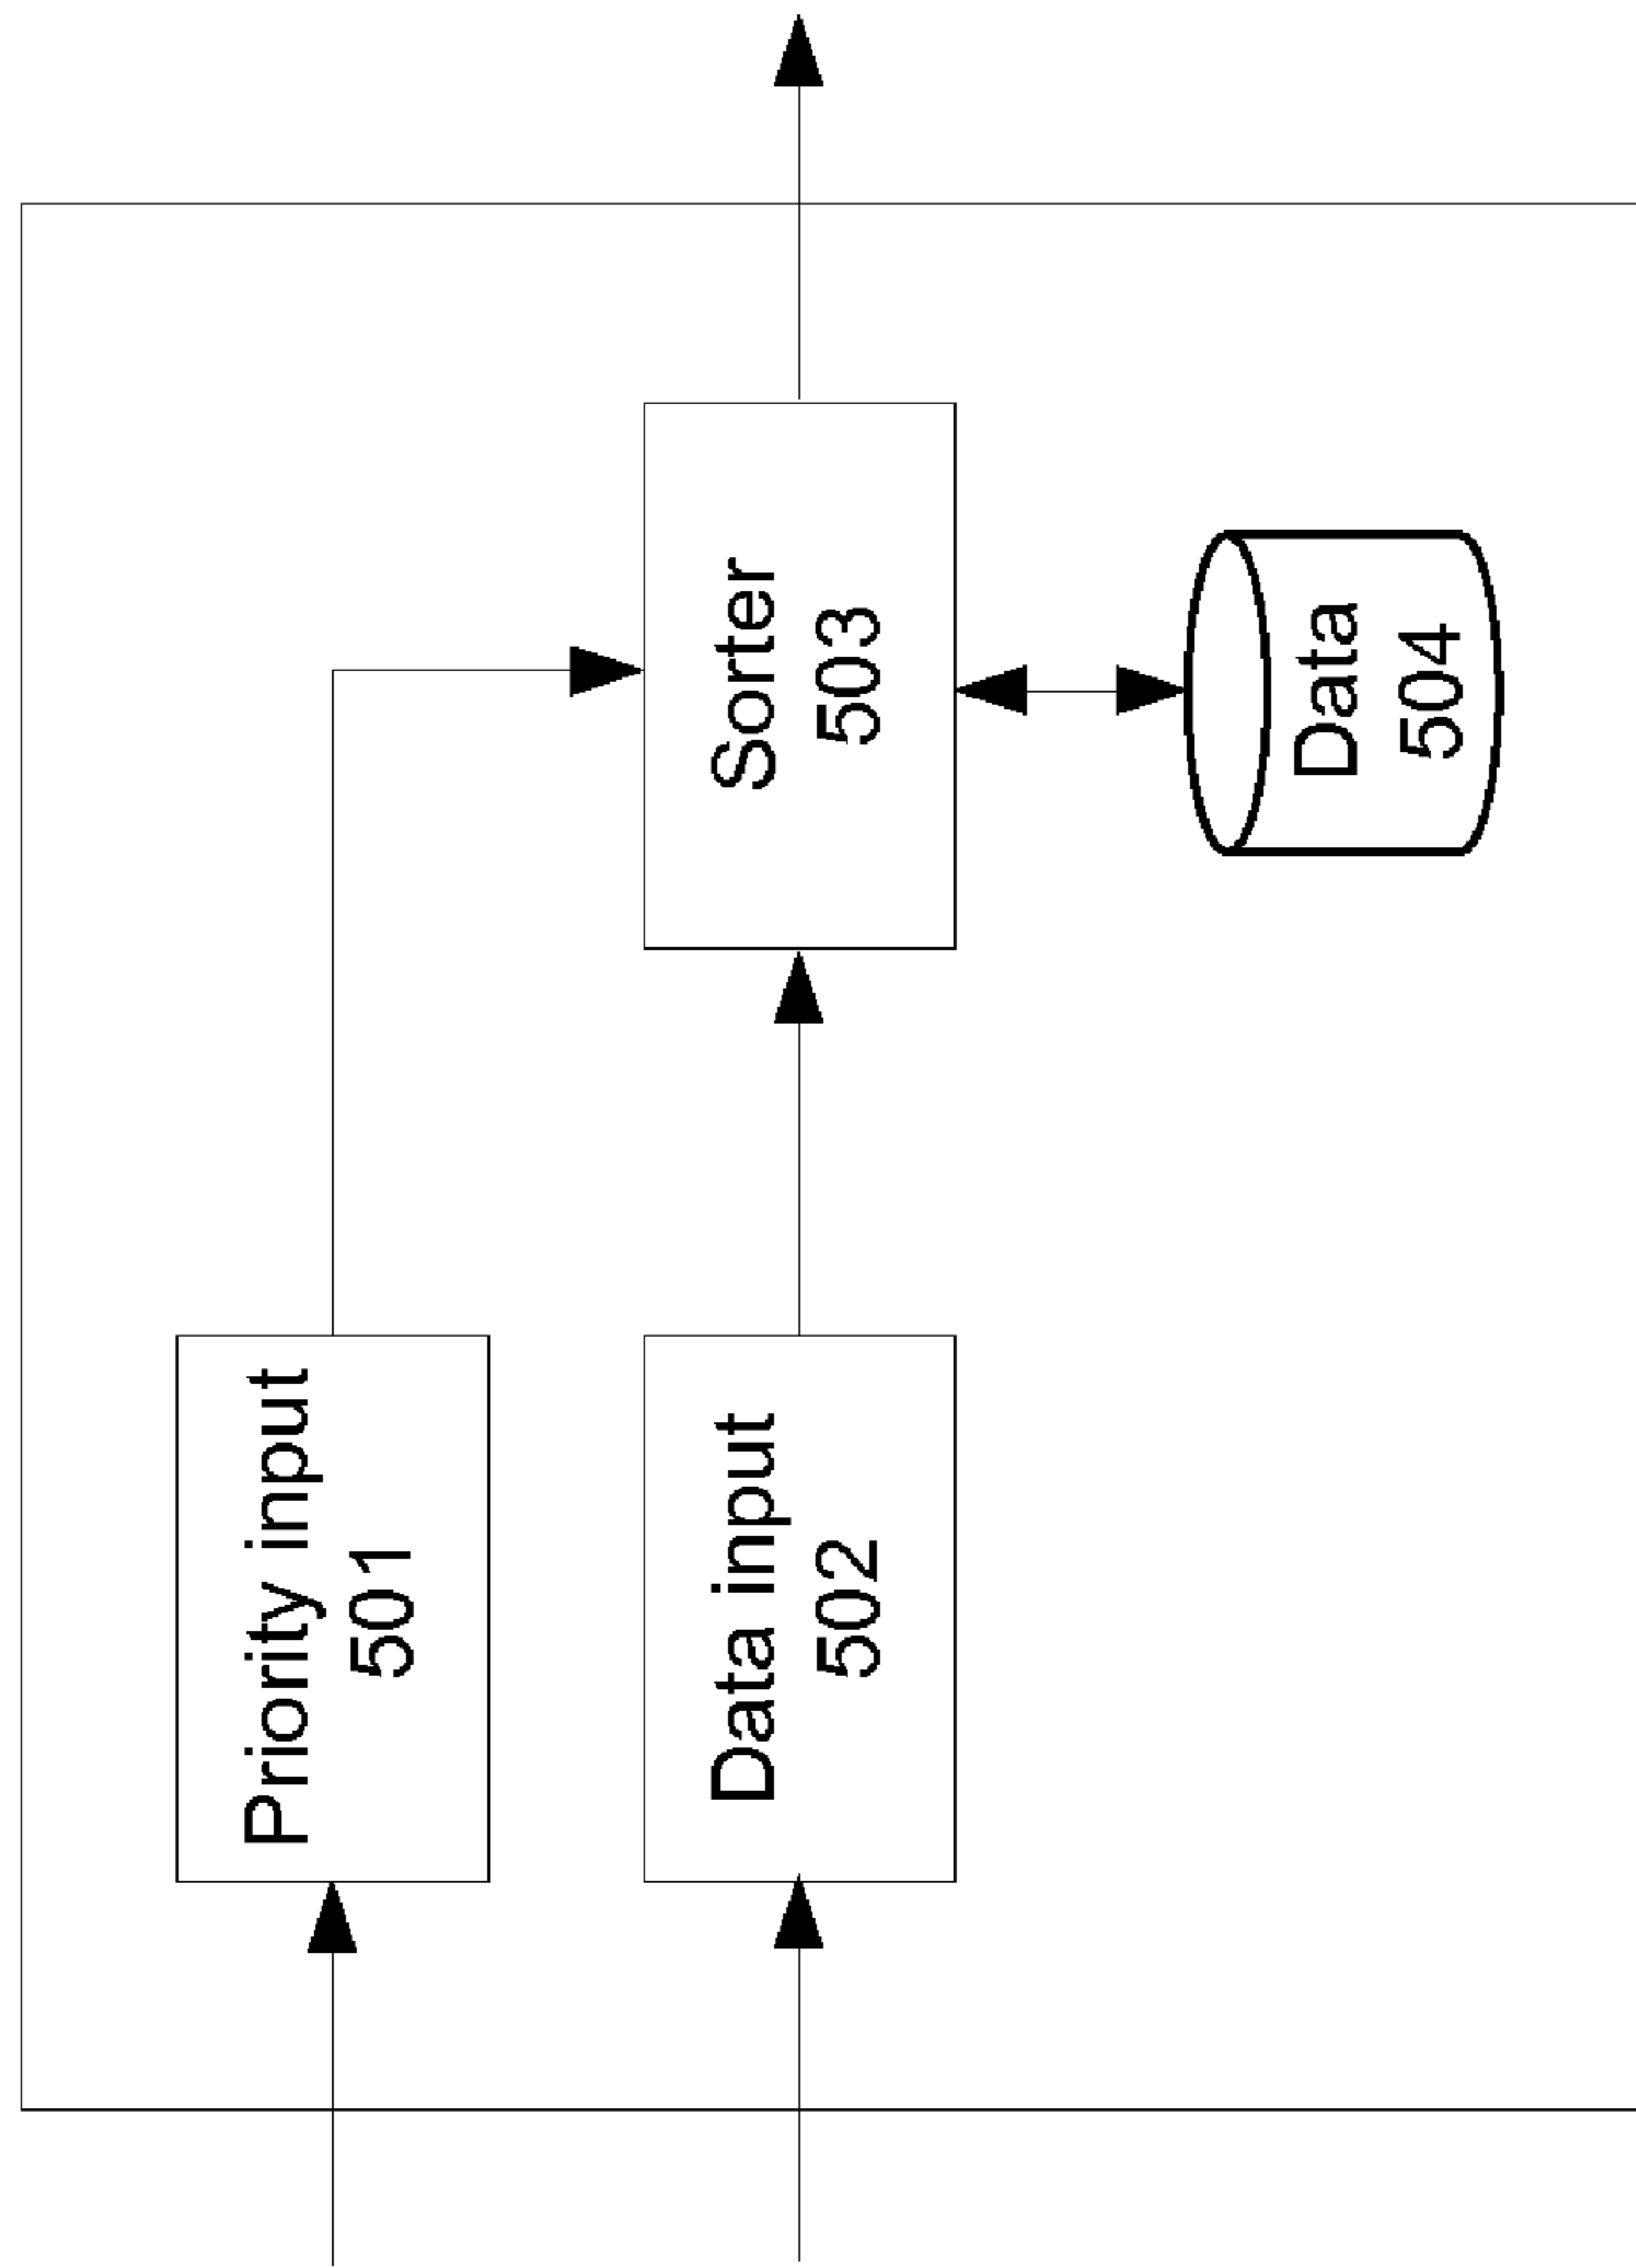 Priority input
501
Data input
502
Sorter
503
Data
504